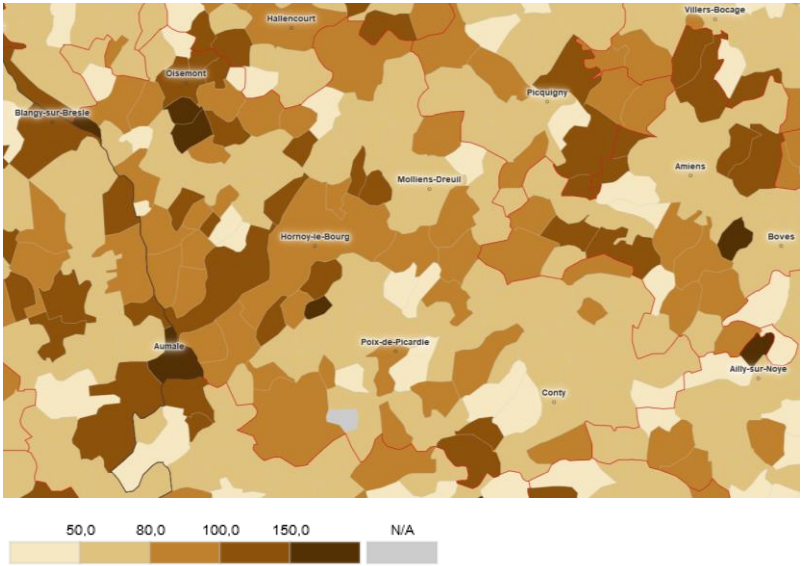 Villers-Bocage
Hallencourt
Oisemont
Picquigny
Blangy-sur-Bresle
Amiens
Molliens-Dreuil
Hornoy-le-Bourg
Boves
Poix-de-Picardie
Aumale
Ailly-sur-Noye
Conty
50,0 80,0 100,0 150,0 N/A